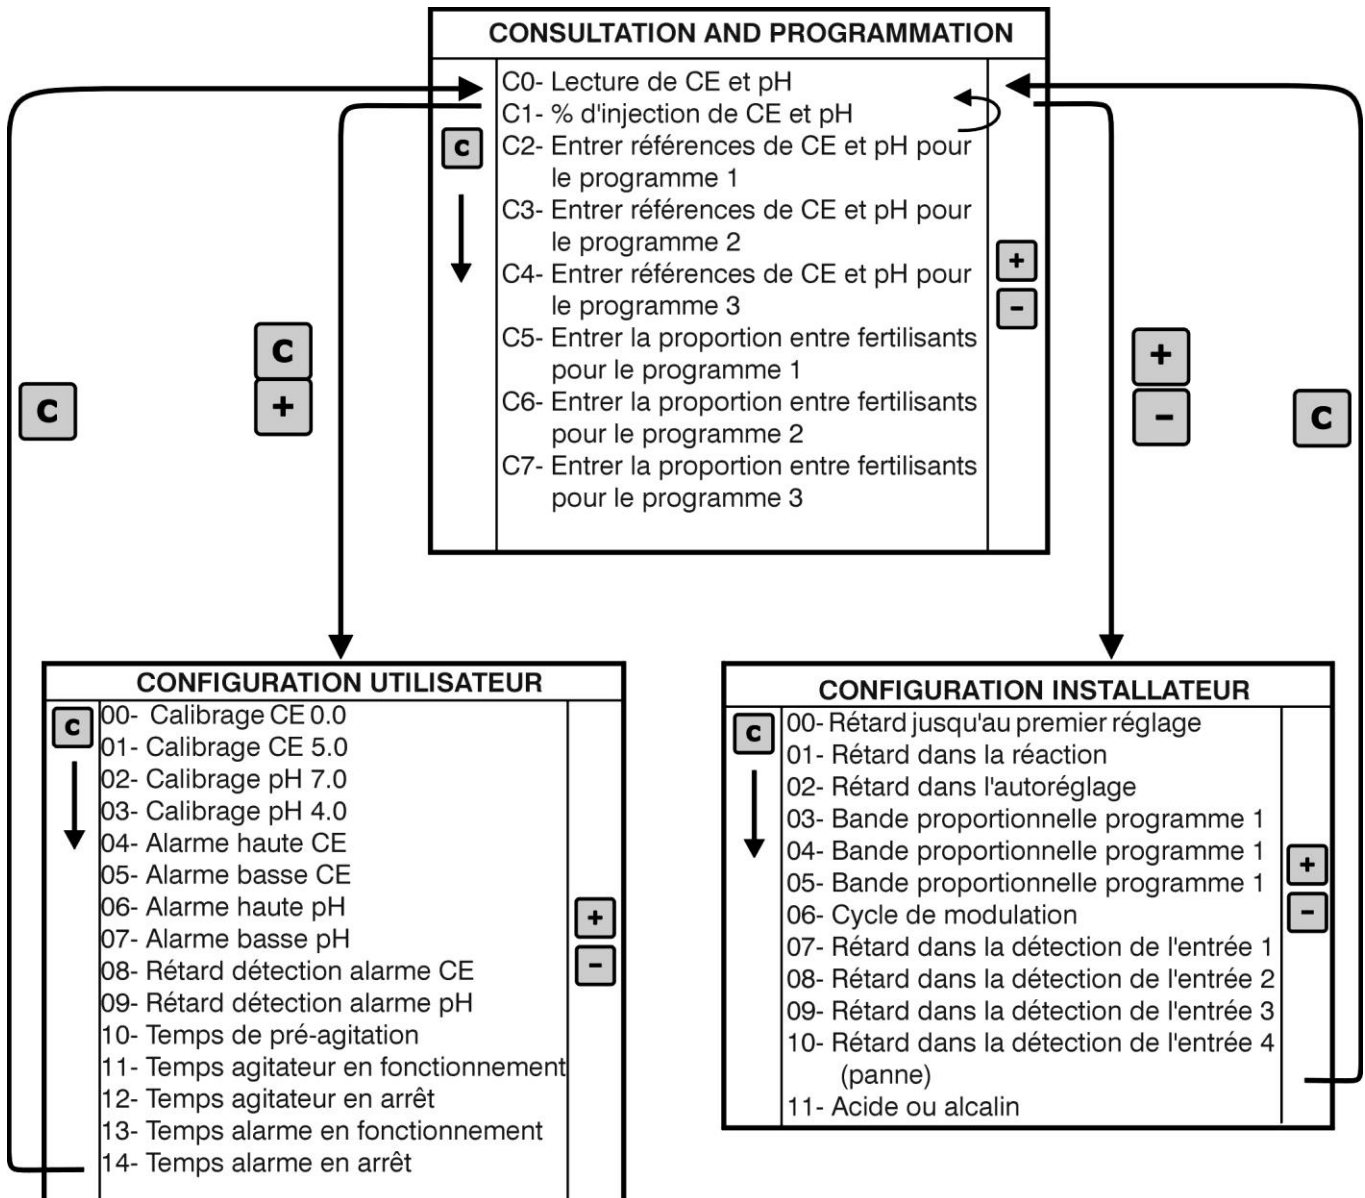 CONSULTATION AND PROGRAMMATION
C0- Lecture de CE et pH
C1- % d'injection de CE et pH
C2- Entrer références de CE et pH pour
le programme 1
C3- Entrer références de CE et pH pour
le programme 2
C4- Entrer références de CE et pH pour
le programme 3
C5- Entrer la proportion entre fertilisants
pour le programme 1
C6- Entrer la proportion entre fertilisants
pour le programme 2
C7- Entrer la proportion entre fertilisants
pour le programme 3
c
+
-
c
c
+
+
-
c
CONFIGURATION UTILISATEUR
c
00- Calibrage CE 0.0
01- Calibrage CE 5.0
02- Calibrage pH 7.0
03- Calibrage pH 4.0
04- Alarme haute CE
05- Alarme basse CE
06- Alarme haute pH
07- Alarme basse pH
08- Rétard détection alarme CE
09- Rétard détection alarme pH
10- Temps de pré-agitation
11- Temps agitateur en fonctionnement
12- Temps agitateur en arrêt
13- Temps alarme en fonctionnement
14- Temps alarme en arrêt
+
-
CONFIGURATION INSTALLATEUR
c
00- Rétard jusqu'au premier réglage
01- Rétard dans la réaction
02- Rétard dans l'autoréglage
03- Bande proportionnelle programme 1
04- Bande proportionnelle programme 1
05- Bande proportionnelle programme 1
06- Cycle de modulation
07- Rétard dans la détection de l'entrée 1
08- Rétard dans la détection de l'entrée 2
09- Rétard dans la détection de l'entrée 3
10- Rétard dans la détection de l'entrée 4
(panne)
11- Acide ou alcalin
+
-